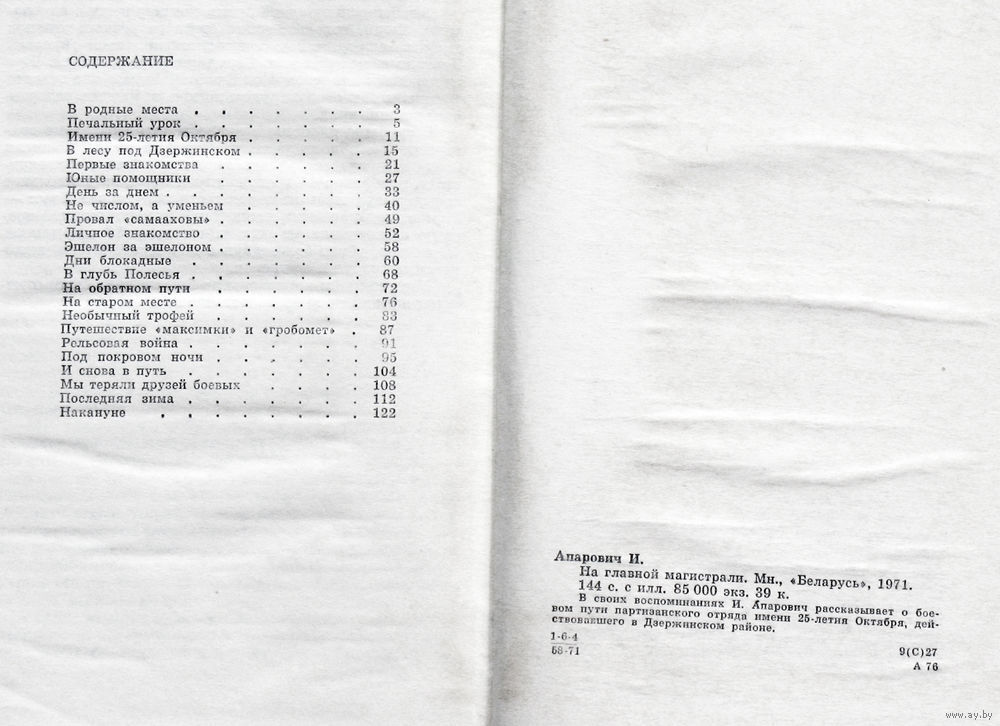 СОДЕРЖАНИЕ
В родные места . . . . . . . 3
Печальный урок . . . . . . . 5
Имени 25-летия Октября . . . . . 11
В лесу под Дзержинском . . . . . 15
Первые знакомства . . . . . . 21
Юные помощники . . . . . . 27
День за днем . . . . . . . . 33
Не числом, а уменьем . . . . . 40
Провал «самааховы» . . . . . . 49
Личное знакомство . . . . . . 52
Эшелон за эшелоном . . . . . . 58
Дни блокадные . . . . . . . 60
В глубь Полесья . . . . . . . 68
На обратном пути . . . . . . 72
На старом месте . . . . . . . 76
Необычный трофей . . . . . . 83
Путешествие «максимки» и «гробомет» . 87
Рельсовая война . . . . . . . 91
Под покровом ночи . . . . . . 95
И снова в путь . . . . . . . 104
Мы теряли друзей боевых . . . . 108
Последняя зима . . . . . . . 112
Накануне . . . . . . . . 122
Апарович И.
На главной магистрали. Мн., «Беларусь», 1971.
144 с. с илл. 85 000 экз. 39 к.
В своих воспоминаниях И. Апарович рассказывает о бое-
вом пути партизанского отряда имени 25-летия Октября, дей-
ствовавшего в Дзержинском районе.
1-6-4
58-71
9(С)27
А 76
www.ay.by